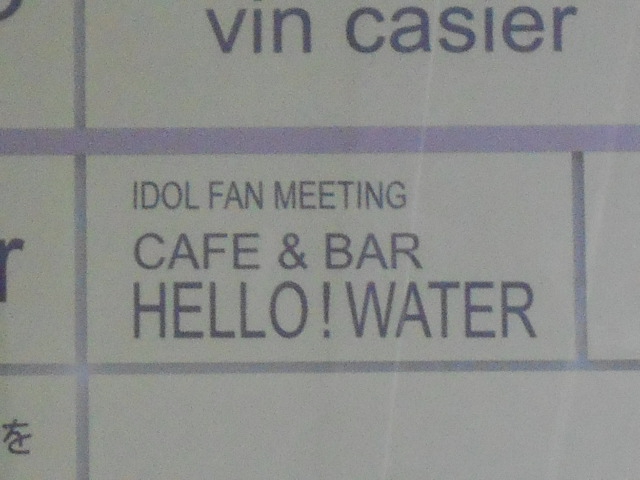 vin casier
IDOL FAN MEETING
CAFE & BAR
HELLO! WATER
r
を